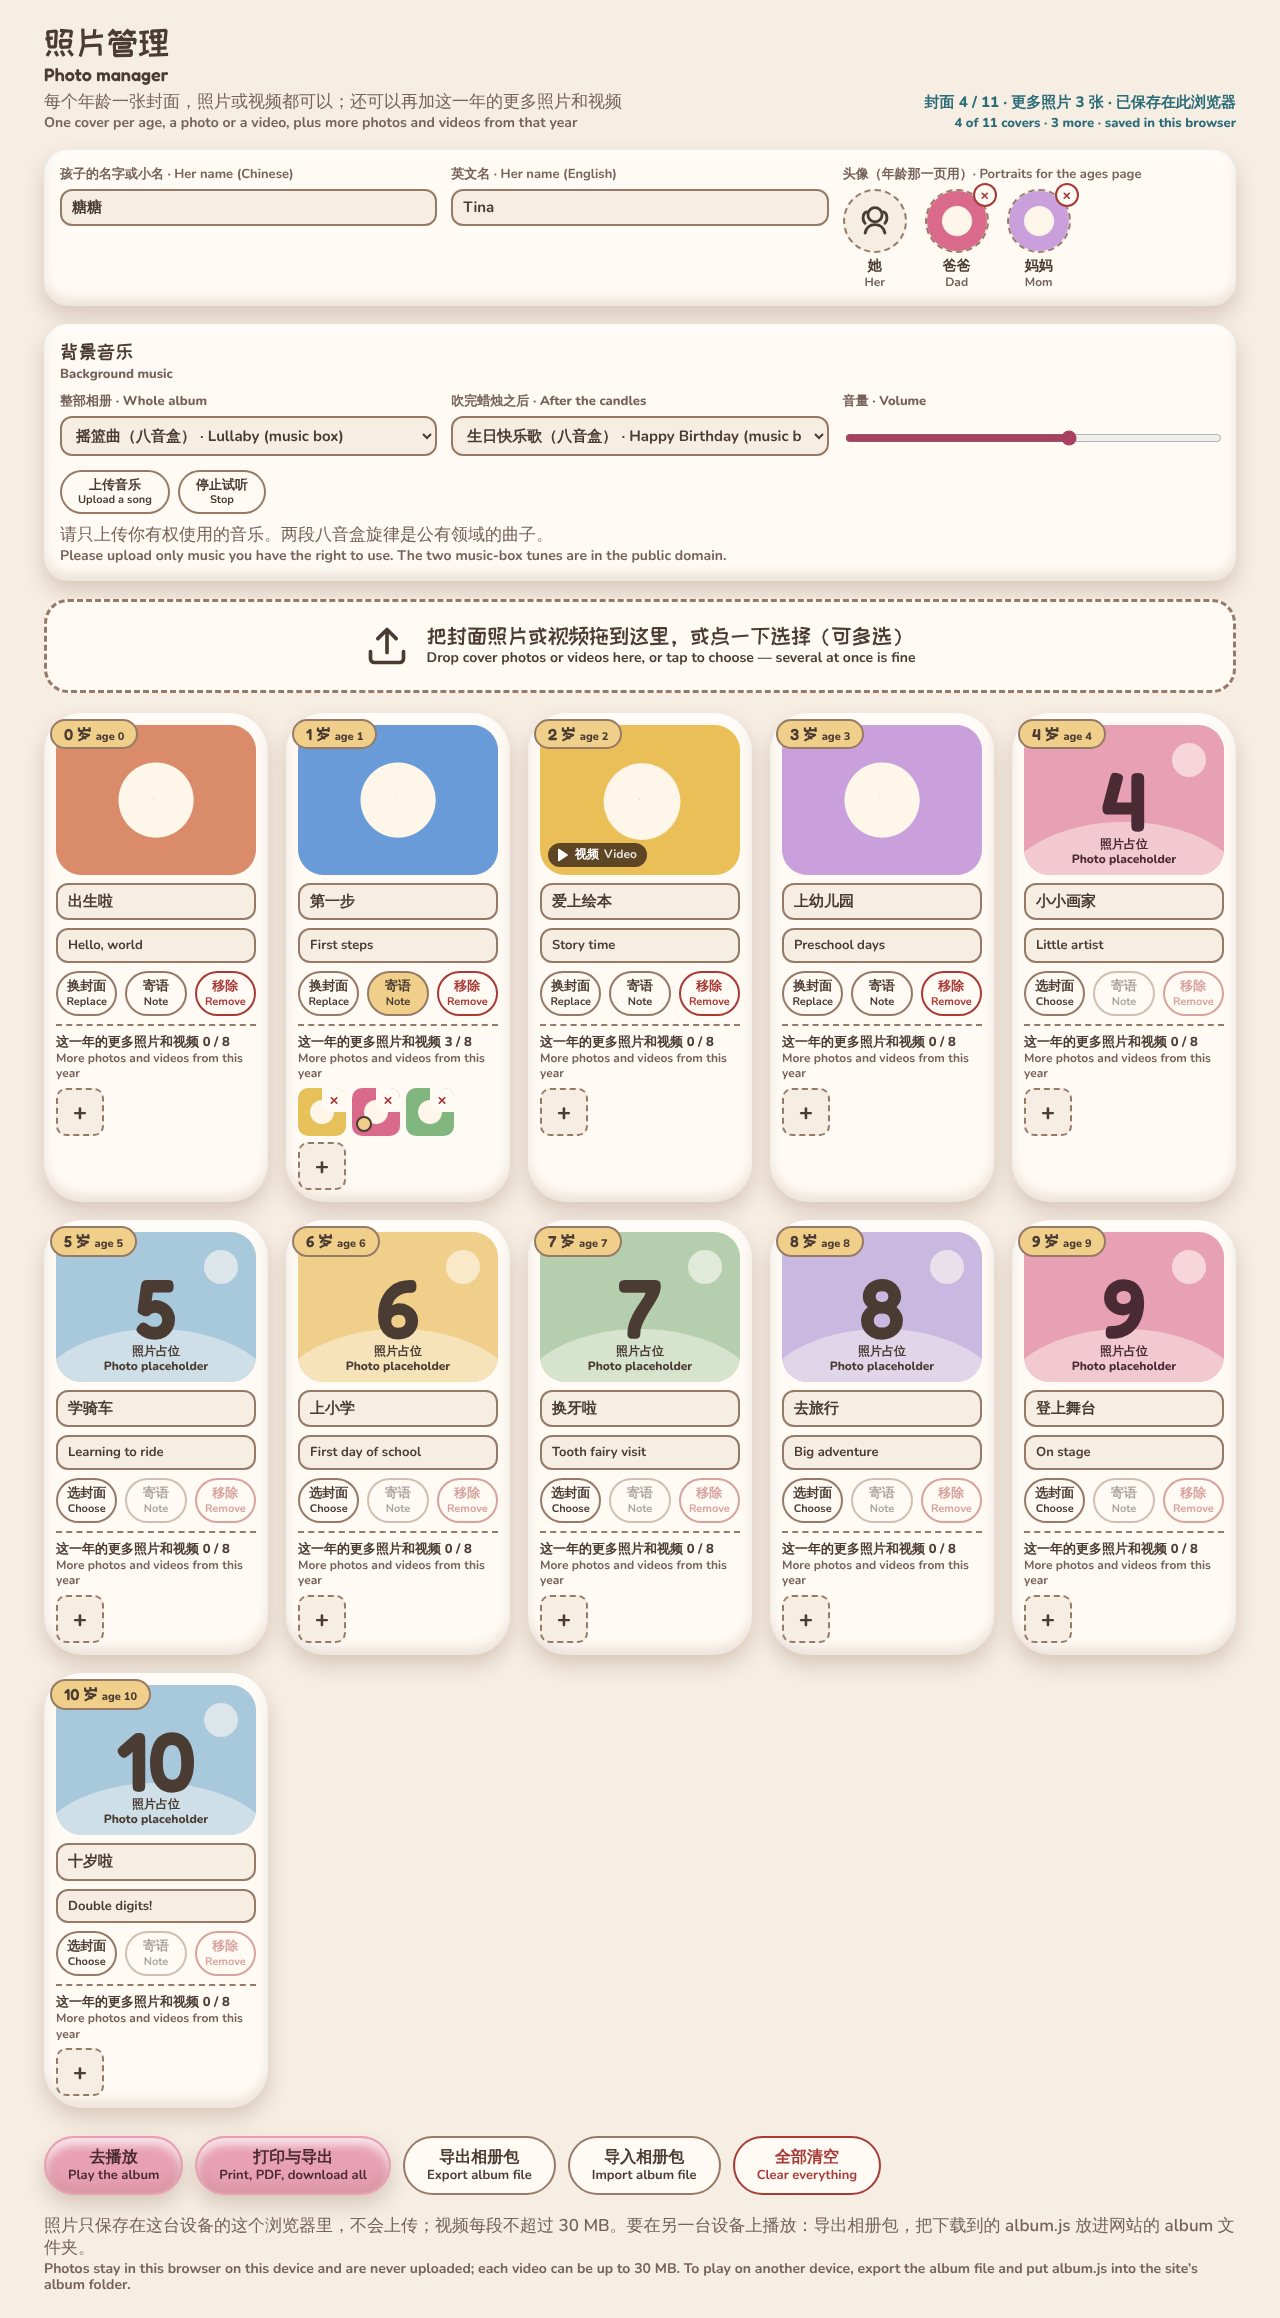 照片管理
Photo manager
每个年龄一张封面，照片或视频都可以；还可以再加这一年的更多照片和视频
One cover per age, a photo or a video, plus more photos and videos from that year
封面 4 / 11 · 更多照片 3 张 · 已保存在此浏览器
4 of 11 covers · 3 more · saved in this browser
孩子的名字或小名 · Her name (Chinese)
糖糖
英文名 · Her name (English)
Tina
头像（年龄那一页用）· Portraits for the ages page
×
×
她
Her
爸爸
Dad
妈妈
Mom
背景音乐
Background music
整部相册 · Whole album
摇篮曲（八音盒） · Lullaby (music box)
吹完蜡烛之后 · After the candles
生日快乐歌（八音盒） · Happy Birthday (music b
音量 · Volume
上传音乐
Upload a song
停止试听
Stop
请只上传你有权使用的音乐。两段八音盒旋律是公有领域的曲子。
Please upload only music you have the right to use. The two music-box tunes are in the public domain.
把封面照片或视频拖到这里，或点一下选择（可多选）
Drop cover photos or videos here, or tap to choose — several at once is fine
0 岁 age 0
出生啦
Hello, world
换封面
Replace
寄语
Note
移除
Remove
这一年的更多照片和视频 0 / 8
More photos and videos from this
year
+
1 岁 age 1
第一步
First steps
换封面
Replace
寄语
Note
移除
Remove
这一年的更多照片和视频 3 / 8
More photos and videos from this
year
× × ×
+
2 岁 age 2
视频 Video
爱上绘本
Story time
换封面
Replace
寄语
Note
移除
Remove
这一年的更多照片和视频 0 / 8
More photos and videos from this
year
+
3 岁 age 3
上幼儿园
Preschool days
换封面
Replace
寄语
Note
移除
Remove
这一年的更多照片和视频 0 / 8
More photos and videos from this
year
+
4 岁 age 4
4
照片占位
Photo placeholder
小小画家
Little artist
选封面
Choose
寄语
Note
移除
Remove
这一年的更多照片和视频 0 / 8
More photos and videos from this
year
+
5 岁 age 5
5
照片占位
Photo placeholder
学骑车
Learning to ride
选封面
Choose
寄语
Note
移除
Remove
这一年的更多照片和视频 0 / 8
More photos and videos from this
year
+
6 岁 age 6
6
照片占位
Photo placeholder
上小学
First day of school
选封面
Choose
寄语
Note
移除
Remove
这一年的更多照片和视频 0 / 8
More photos and videos from this
year
+
7 岁 age 7
7
照片占位
Photo placeholder
换牙啦
Tooth fairy visit
选封面
Choose
寄语
Note
移除
Remove
这一年的更多照片和视频 0 / 8
More photos and videos from this
year
+
8 岁 age 8
8
照片占位
Photo placeholder
去旅行
Big adventure
选封面
Choose
寄语
Note
移除
Remove
这一年的更多照片和视频 0 / 8
More photos and videos from this
year
+
9 岁 age 9
9
照片占位
Photo placeholder
登上舞台
On stage
选封面
Choose
寄语
Note
移除
Remove
这一年的更多照片和视频 0 / 8
More photos and videos from this
year
+
10 岁 age 10
10
照片占位
Photo placeholder
十岁啦
Double digits!
选封面
Choose
寄语
Note
移除
Remove
这一年的更多照片和视频 0 / 8
More photos and videos from this
year
+
去播放
Play the album
打印与导出
Print, PDF, download all
导出相册包
Export album file
导入相册包
Import album file
全部清空
Clear everything
照片只保存在这台设备的这个浏览器里，不会上传；视频每段不超过 30 MB。要在另一台设备上播放：导出相册包，把下载到的 album.js 放进网站的 album 文
件夹。
Photos stay in this browser on this device and are never uploaded; each video can be up to 30 MB. To play on another device, export the album file and put album.js into the site's
album folder.